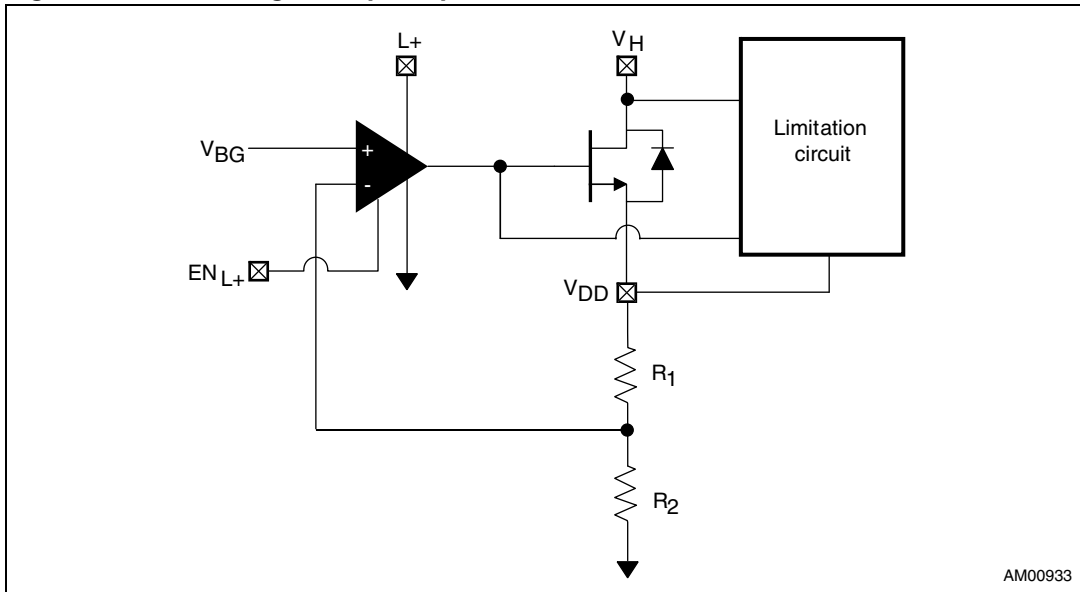 L+
VH
Limitation
circuit
VBG
+
-
ENL+
VDD
R1
R2
AM00933